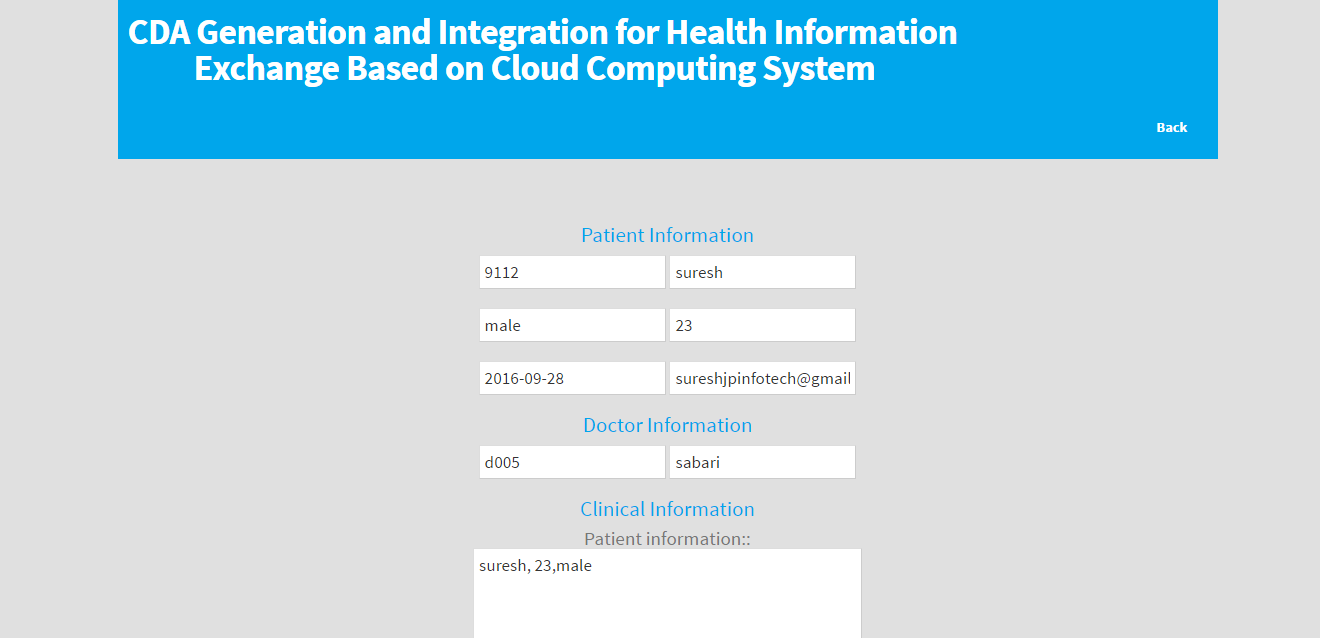 CDA Generation and Integration for Health Information
Exchange Based on Cloud Computing System
Back
Patient Information
9112 suresh
male 23
2016-09-28 sureshjpinfotech@gmail
Doctor Information
d005 sabari
Clinical Information
Patient information::
suresh, 23,male